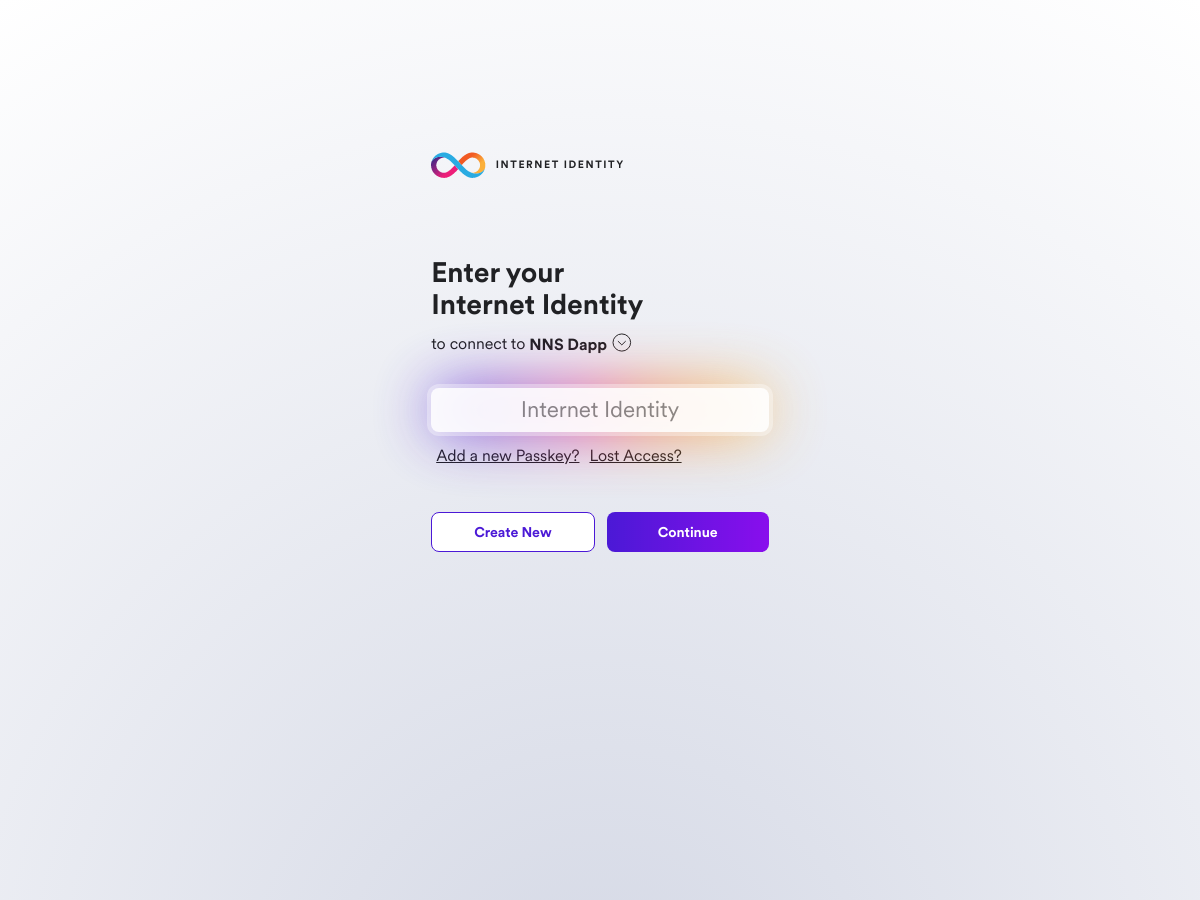 INTERNET IDENTITY
Enter your
Internet Identity
to connect to NNS Dapp
Internet Identity
Add a new Passkey? Lost Access?
Create New Continue